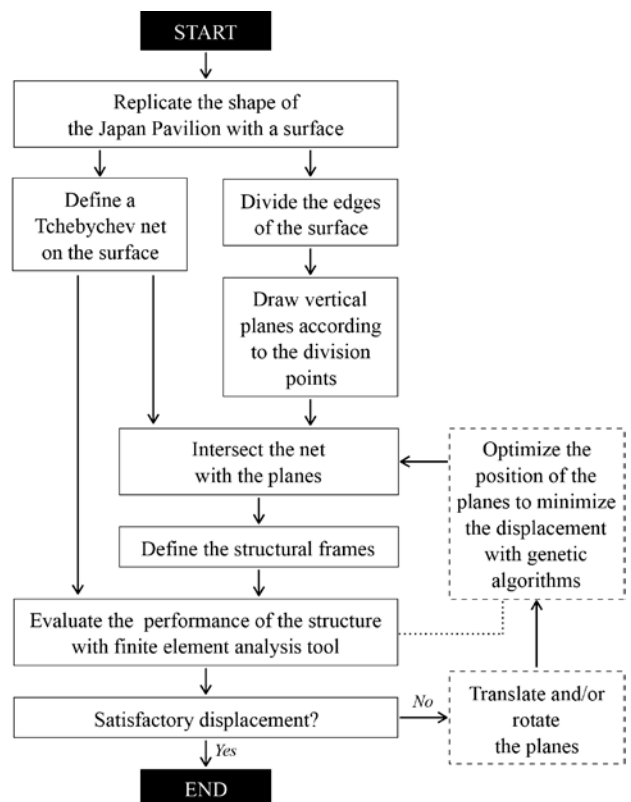 START
Replicate the shape of
the Japan Pavilion with a surface
Define a
Tchebychev net
on the surface
Divide the edges
of the surface
Draw vertical
planes according
to the division
points
Intersect the net
with the planes
Optimize the
position of the
planes to minimize
the displacement
with genetic
algorithms
Define the structural frames
Evaluate the performance of the structure
with finite element analysis tool
Satisfactory displacement?
No
Translate and/or
rotate
the planes
Yes
END